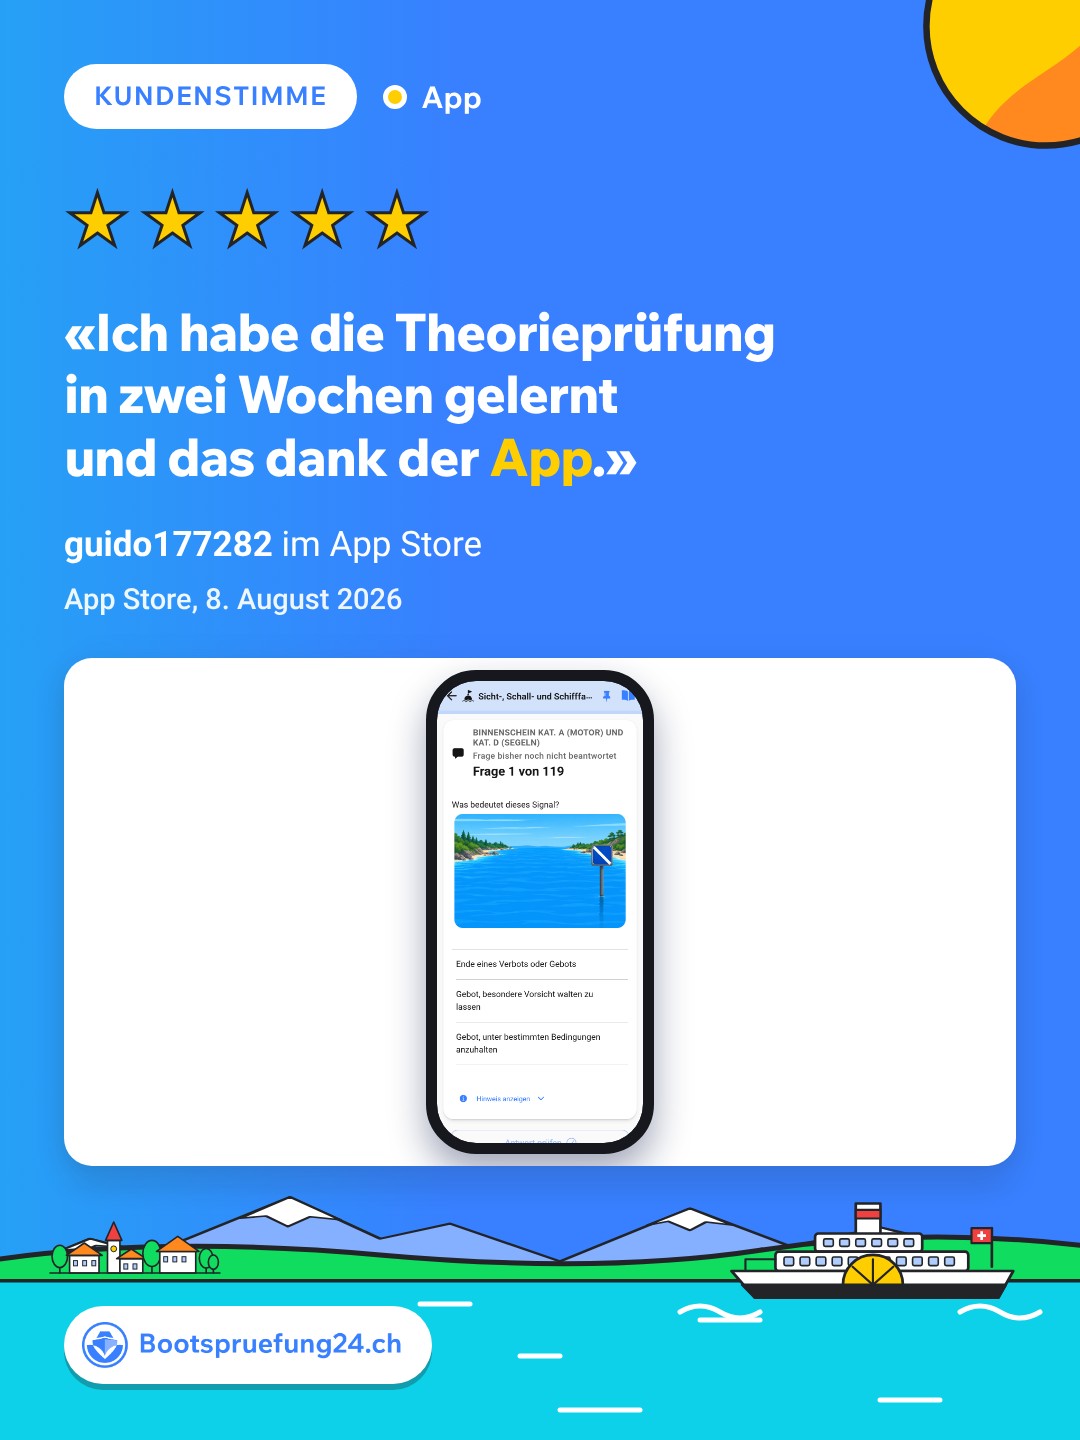 KUNDENSTIMME
App
«Ich habe die Theorieprüfung
in zwei Wochen gelernt
und das dank der App.»
guido177282 im App Store
App Store, 8. August 2026
Sicht-, Schall- und Schifffa...
BINNENSCHEIN KAT. A (MOTOR) UND
KAT. D (SEGELN)
Frage bisher noch nicht beantwortet
Frage 1 von 119
Was bedeutet dieses Signal?
Ende eines Verbots oder Gebots
Gebot, besondere Vorsicht walten zu
lassen
Gebot, unter bestimmten Bedingungen
anzuhalten
Hinweis anzeigen
Bootspruefung24.ch